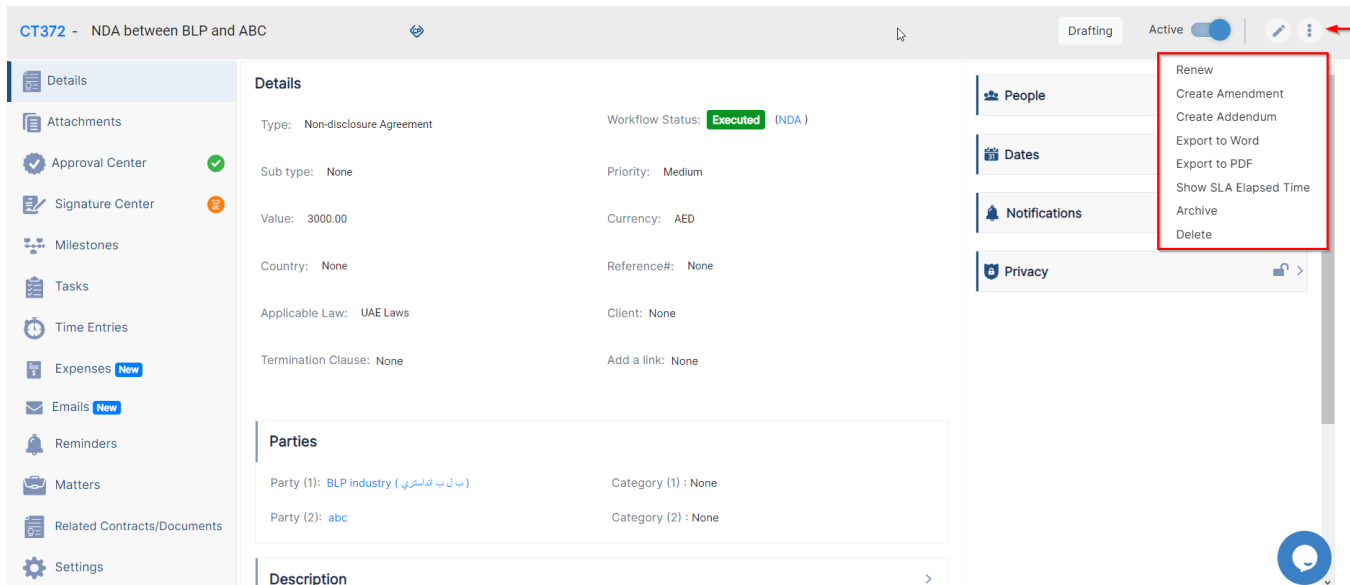 CT372 - NDA between BLP and ABC
Drafting
Active
Details
Attachments
Approval Center
Signature Center
Milestones
Tasks
Time Entries
Expenses New
Emails New
Reminders
Matters
Related Contracts/Documents
Settings
Details
Type: Non-disclosure Agreement
Workflow Status: Executed (NDA )
Sub type: None
Priority: Medium
Value: 3000.00
Currency: AED
Country: None
Reference#: None
Applicable Law: UAE Laws
Client: None
Termination Clause: None
Add a link: None
Parties
Party (1): BLP industry ( ب ل ب انداستري )
Category (1) : None
Party (2): abc
Category (2) : None
Description
People
31 Dates
Notifications
Privacy
Renew
Create Amendment
Create Addendum
Export to Word
Export to PDF
Show SLA Elapsed Time
Archive
Delete